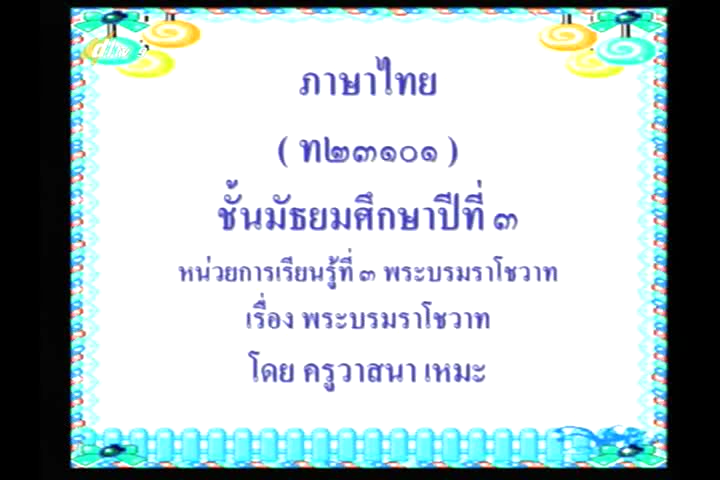 ภาษาไทย
( ท๒๓๑๐๑ )
ชั้นมัธยมศึกษาปีที่ ๓
หน่วยการเรียนรู้ที่ ๓ พระบรมราโชวาท
เรื่อง พระบรมราโชวาท
โดย ครูวาสนา เหมะ